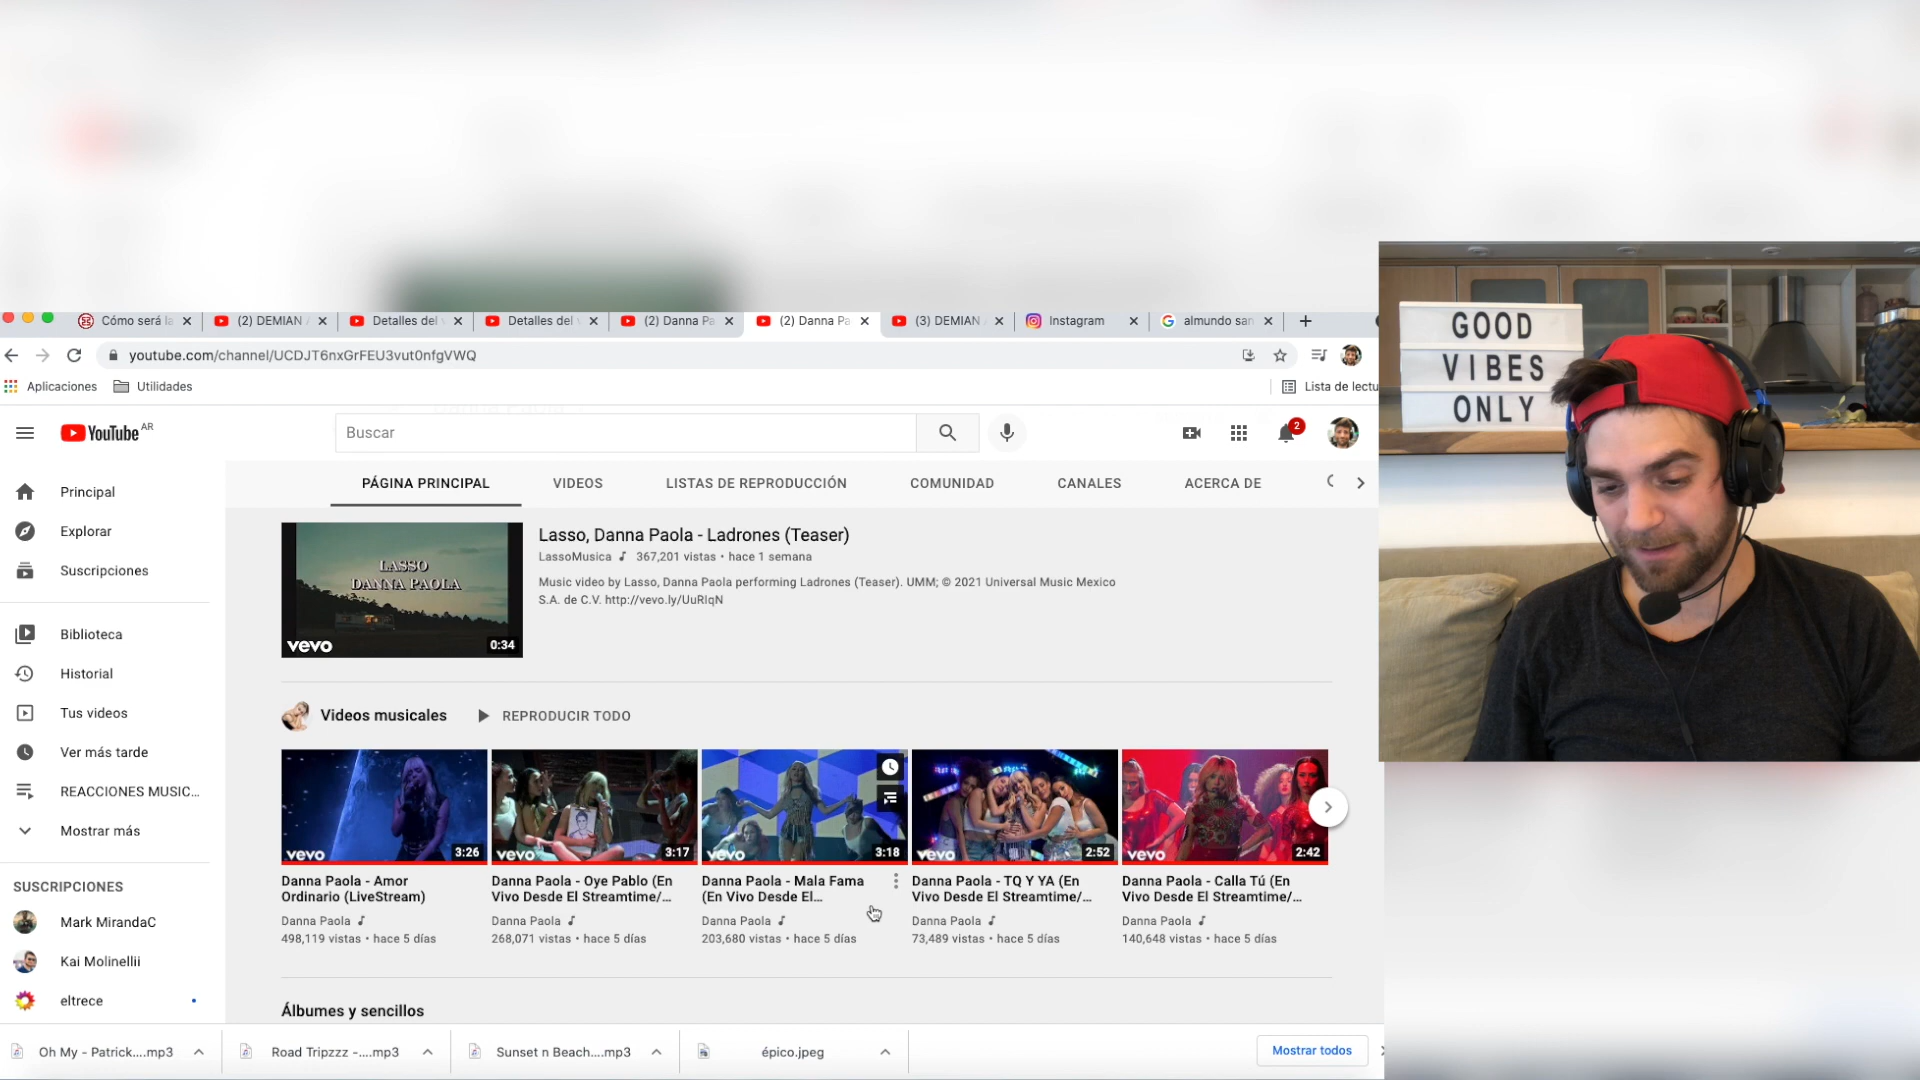 Cómo será la
(2) DEMIAN
Detalles del v
Detalles del v
(2) Danna Pa
(2) Danna Pa
(3) DEMIAN
Instagram
almundo san
youtube.com/channel/UCDJT6nxGrFEU3vut0nfgVWQ
Aplicaciones
Utilidades
Lista de lectu
YouTube AR
Buscar
2
Principal
Explorar
Suscripciones
Biblioteca
Historial
Tus videos
Ver más tarde
REACCIONES MUSIC...
Mostrar más
SUSCRIPCIONES
Mark MirandaC
Kai Molinellii
eltrece
PÁGINA PRINCIPAL
VIDEOS
LISTAS DE REPRODUCCIÓN
COMUNIDAD
CANALES
ACERCA DE
LASSO
DANNA PAOLA
vevo
0:34
Lasso, Danna Paola - Ladrones (Teaser)
LassoMusica 367,201 vistas • hace 1 semana
Music video by Lasso, Danna Paola performing Ladrones (Teaser). UMM; © 2021 Universal Music Mexico
S.A. de C.V. http://vevo.ly/UuRlqN
Videos musicales
REPRODUCIR TODO
vevo
3:26
Danna Paola - Amor
Ordinario (LiveStream)
Danna Paola
498,119 vistas • hace 5 días
vevo
3:17
Danna Paola - Oye Pablo (En
Vivo Desde El Streamtime/...
Danna Paola
268,071 vistas • hace 5 días
vevo
3:18
Danna Paola - Mala Fama
(En Vivo Desde El...
Danna Paola
203,680 vistas • hace 5 días
vevo
2:52
Danna Paola - TQ Y YA (En
Vivo Desde El Streamtime/...
Danna Paola
73,489 vistas • hace 5 días
vevo
2:42
Danna Paola - Calla Tú (En
Vivo Desde El Streamtime/...
Danna Paola
140,648 vistas • hace 5 días
Álbumes y sencillos
Oh My - Patrick....mp3
Road Tripzzz -....mp3
Sunset n Beach....mp3
épico.jpeg
Mostrar todos
GOOD
VIBES
ONLY